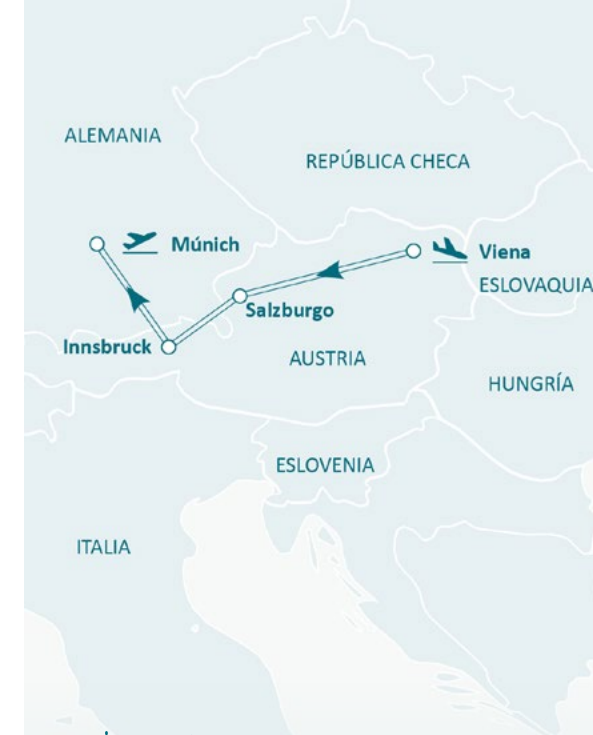 ALEMANIA
REPÚBLICA CHECA
Múnich
Viena
ESLOVAQUIA
Salzburgo
Innsbruck
AUSTRIA
HUNGRÍA
ESLOVENIA
ITALIA